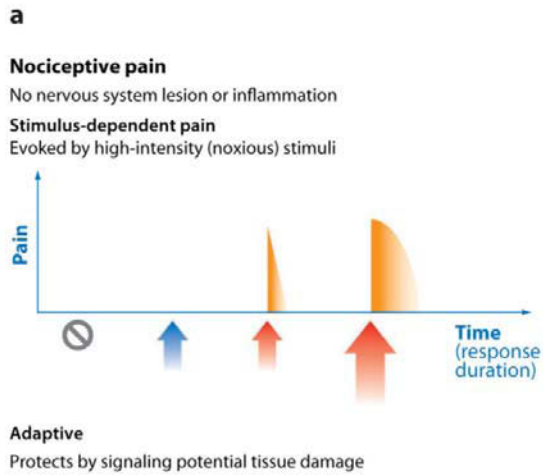 a
Nociceptive pain
No nervous system lesion or inflammation
Stimulus-dependent pain
Evoked by high-intensity (noxious) stimuli
Pain
Time
(response
duration)
Adaptive
Protects by signaling potential tissue damage